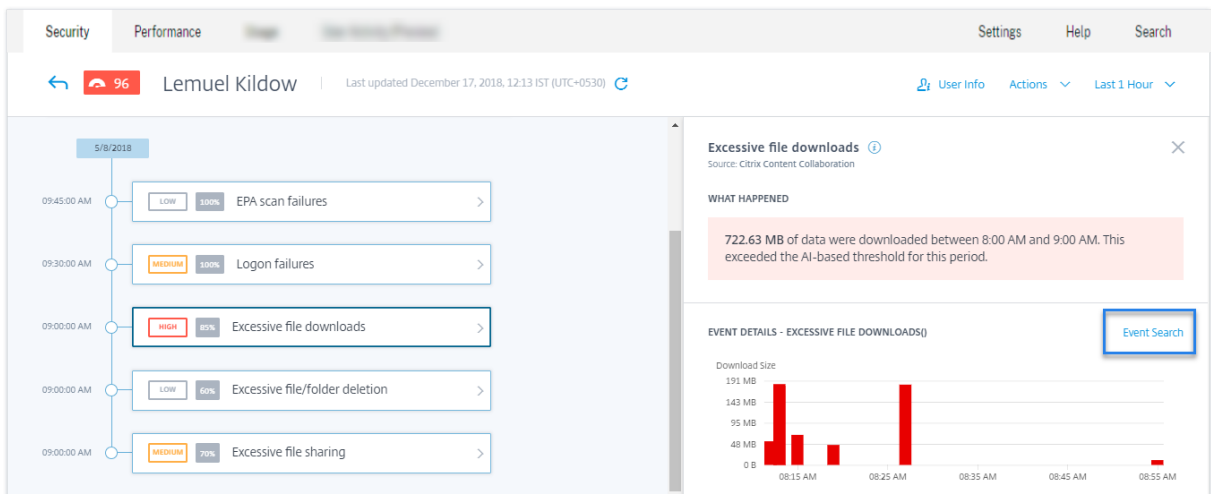 Security Performance Settings Help Search
96 Lemuel Kildow Last updated December 17, 2018, 12:13 IST (UTC+0530) User Info Actions Last 1 Hour
5/8/2018
09:45:00 AM LOW 100% EPA scan failures
09:30:00 AM MEDIUM 100% Logon failures
09:00:00 AM HIGH 85% Excessive file downloads
09:00:00 AM LOW 60% Excessive file/folder deletion
09:00:00 AM MEDIUM 70% Excessive file sharing
Excessive file downloads
Source: Citrix Content Collaboration
WHAT HAPPENED
722.63 MB of data were downloaded between 8:00 AM and 9:00 AM. This
exceeded the AI-based threshold for this period.
EVENT DETAILS - EXCESSIVE FILE DOWNLOADS() Event Search
Download Size
191 MB
143 MB
95 MB
48 MB
0 B
08:15 AM 08:25 AM 08:35 AM 08:45 AM 08:55 AM